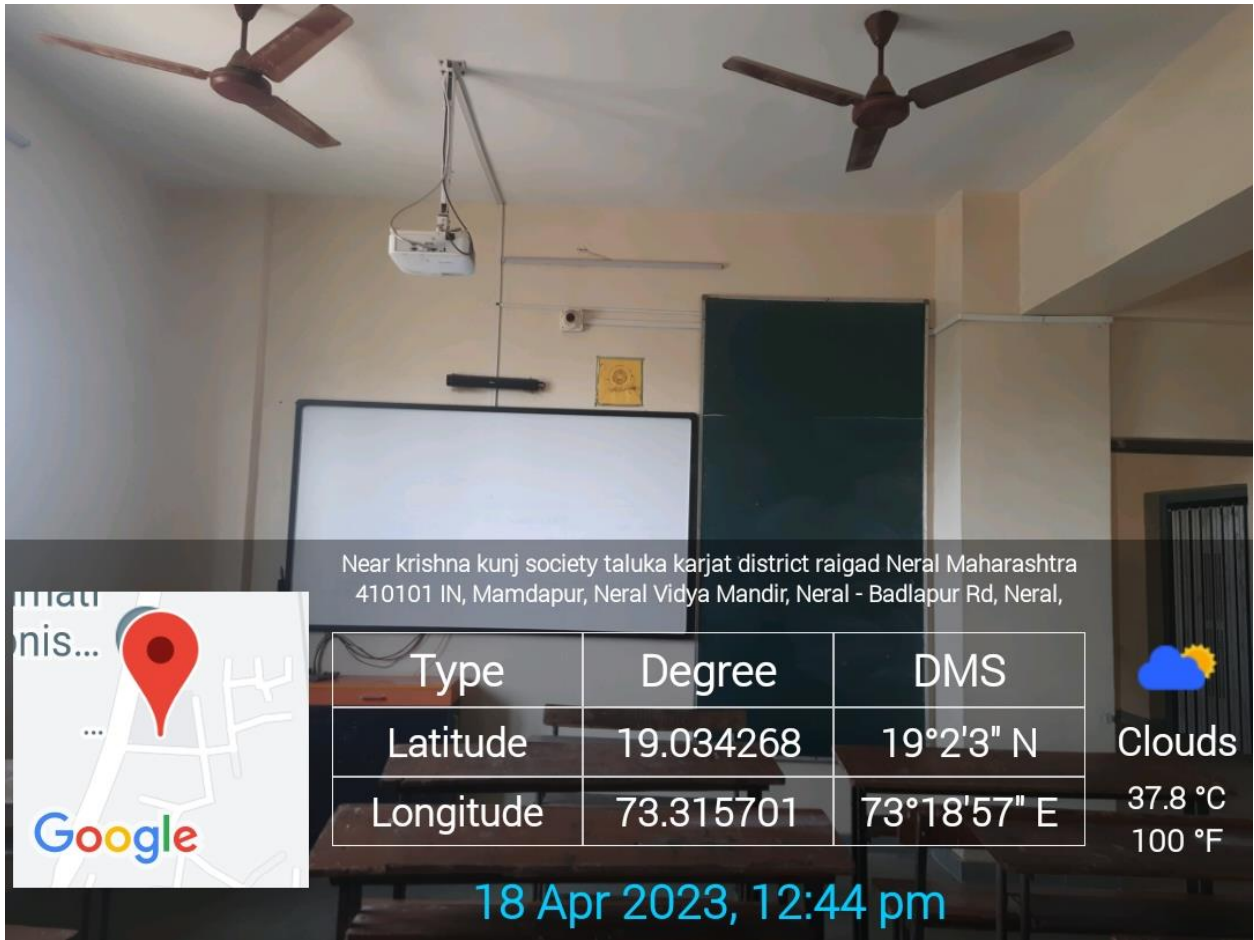 Near krishna kunj society taluka karjat district raigad Neral Maharashtra
410101 IN, Mamdapur, Neral Vidya Mandir, Neral - Badlapur Rd, Neral,
nis...
...
Google
Type Degree DMS
Latitude 19.034268 19°2'3" N
Longitude 73.315701 73°18'57" E
Clouds
37.8 °C
100 °F
18 Apr 2023, 12:44 pm